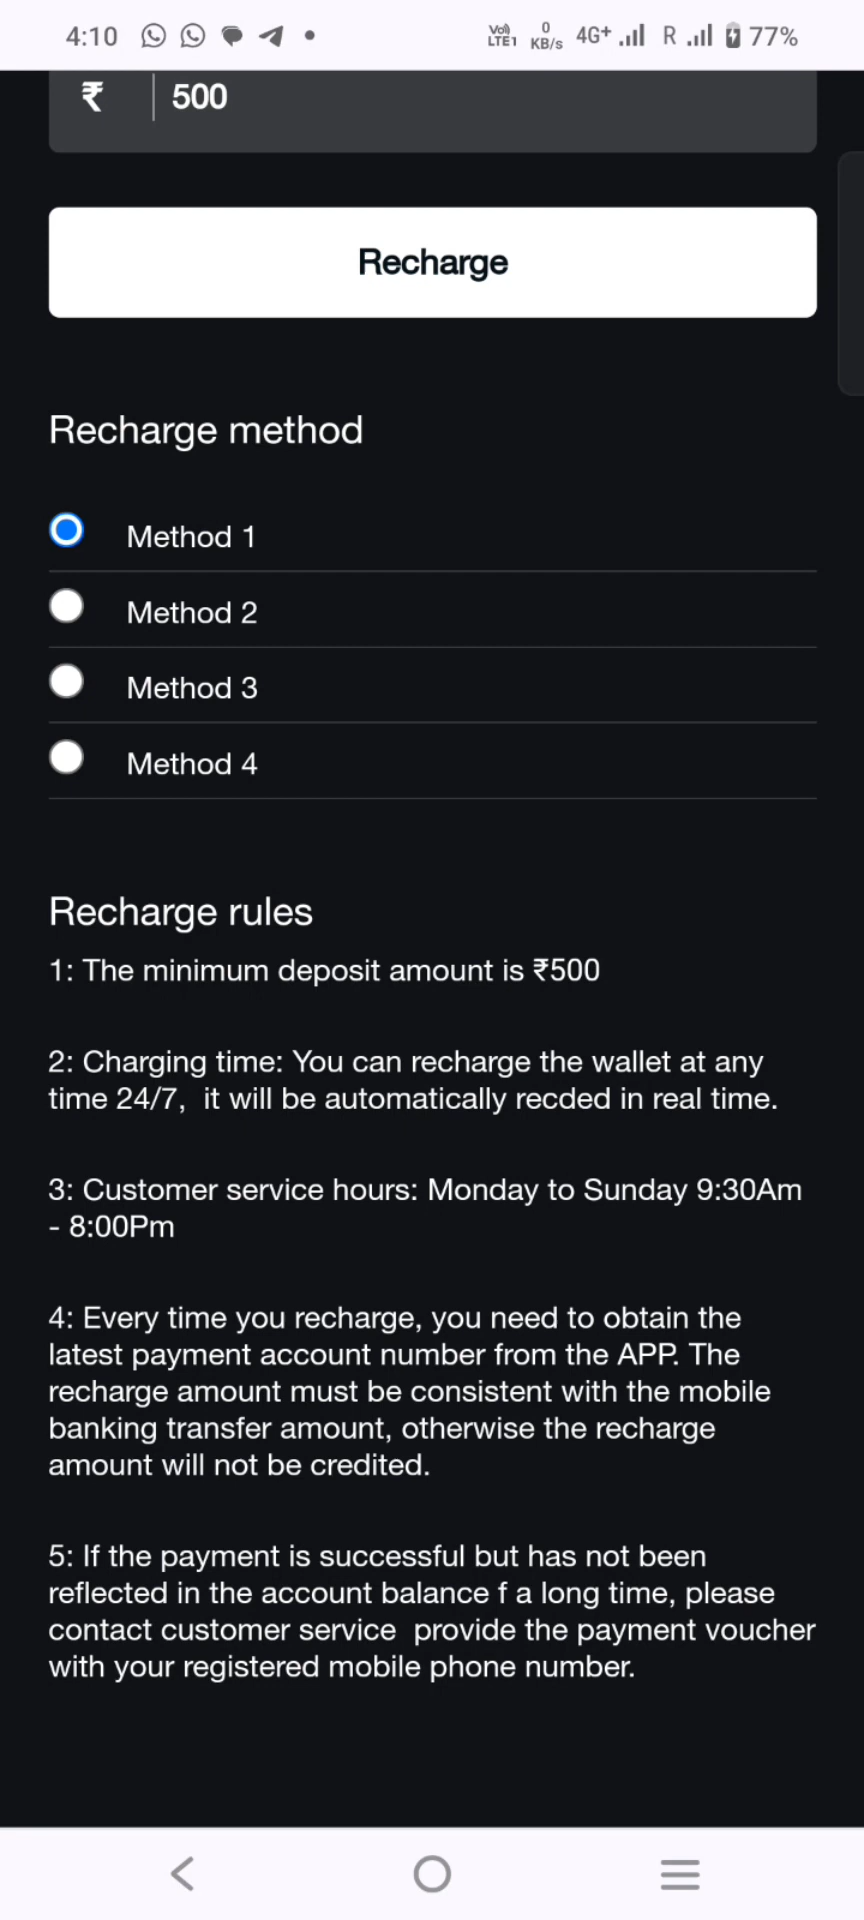 4:10
Vo)) LTE1 0 KB/s 4G+ R 77%
₹ 500
Recharge
Recharge method
Method 1
Method 2
Method 3
Method 4
Recharge rules
1: The minimum deposit amount is ₹500
2: Charging time: You can recharge the wallet at any
time 24/7,  it will be automatically recded in real time.
3: Customer service hours: Monday to Sunday 9:30Am
- 8:00Pm
4: Every time you recharge, you need to obtain the
latest payment account number from the APP. The
recharge amount must be consistent with the mobile
banking transfer amount, otherwise the recharge
amount will not be credited.
5: If the payment is successful but has not been
reflected in the account balance f a long time, please
contact customer service  provide the payment voucher
with your registered mobile phone number.